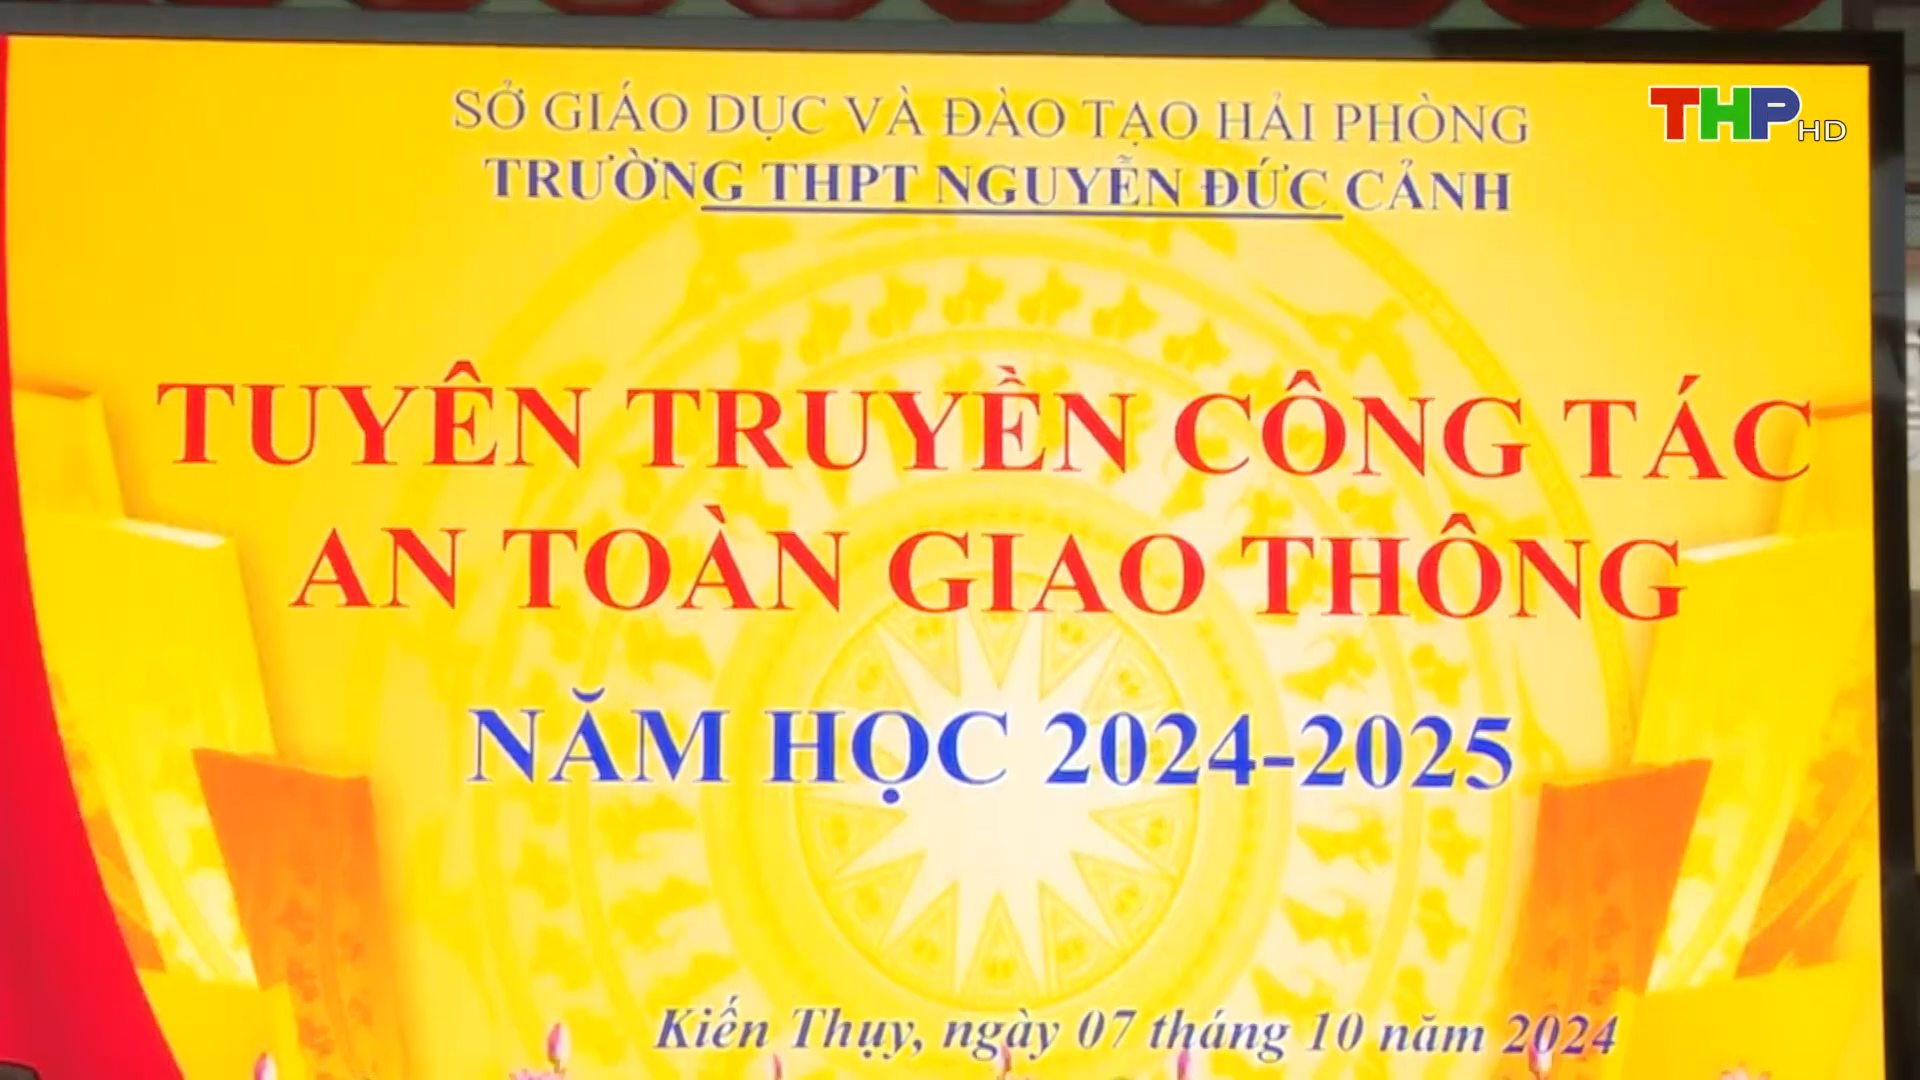 SỞ GIÁO DỤC VÀ ĐÀO TẠO HẢI PHÒNG
TRƯỜNG THPT NGUYỄN ĐỨC CẢNH
THP HD
TUYÊN TRUYỀN CÔNG TÁC
AN TOÀN GIAO THÔNG
NĂM HỌC 2024-2025
Kiến Thụy, ngày 07 tháng 10 năm 2024